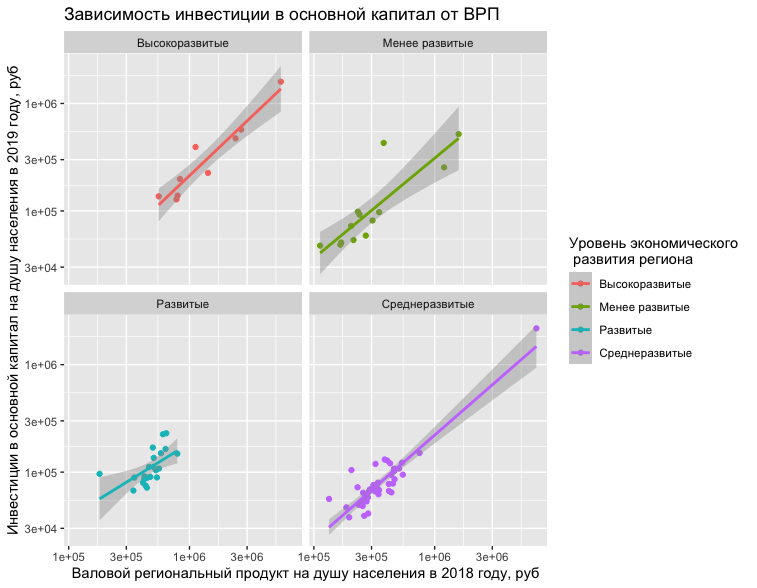 Зависимость инвестиции в основной капитал от ВРП
Высокоразвитые
Менее развитые
1e+06
3e+05
1e+05
3e+04
Развитые
Среднеразвитые
1e+06
3e+05
1e+05
3e+04
1e+05 3e+05 1e+06 3e+06
1e+05 3e+05 1e+06 3e+06
Валовой региональный продукт на душу населения в 2018 году, руб
Инвестиции в основной капитал на душу населения в 2019 году, руб
Уровень экономического
развития региона
Высокоразвитые
Менее развитые
Развитые
Среднеразвитые